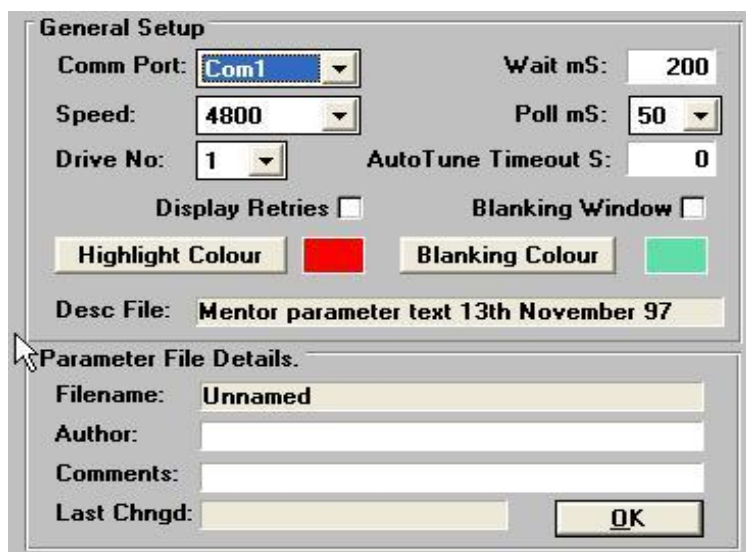 General Setup
Comm Port: Com1 Wait mS: 200
Speed: 4800 Poll mS: 50
Drive No: 1 AutoTune Timeout S: 0
Display Retries Blanking Window
Highlight Colour Blanking Colour
Desc File: Mentor parameter text 13th November 97
Parameter File Details.
Filename: Unnamed
Author:
Comments:
Last Chngd: OK